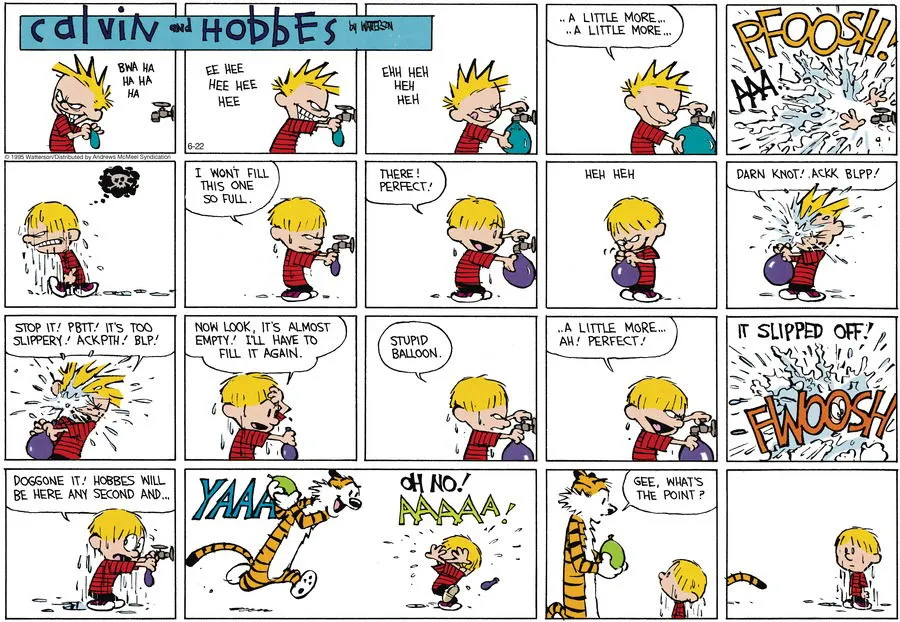 CALVIN and HOBBES by WATTERSON
BWA HA
HA HA
HA
EE HEE
HEE HEE
HEE
6-22
EHH HEH
HEH
HEH
..A LITTLE MORE...
..A LITTLE MORE...
PFOOSH!
AAA!
© 1995 Watterson/Distributed by Andrews McMeel Syndication
I WON'T FILL
THIS ONE
SO FULL.
THERE!
PERFECT!
HEH HEH
DARN KNOT! ACKK BLPP!
STOP IT! PBTT! IT'S TOO
SLIPPERY! ACKPTH! BLP!
NOW LOOK, IT'S ALMOST
EMPTY! I'LL HAVE TO
FILL IT AGAIN.
STUPID
BALLOON.
..A LITTLE MORE...
AH! PERFECT!
IT SLIPPED OFF!
FWOOSH
DOGGONE IT! HOBBES WILL
BE HERE ANY SECOND AND...
YAAA
OH NO!
AAAAA!
GEE, WHAT'S
THE POINT?